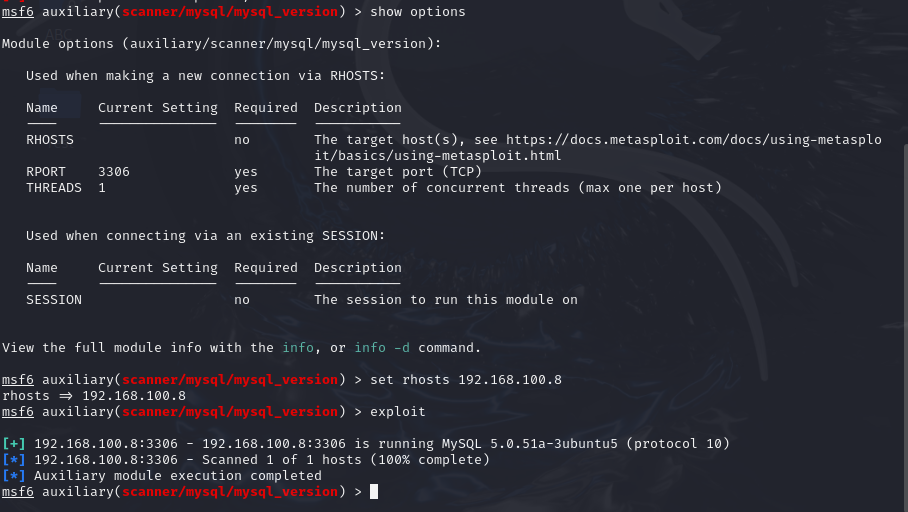 msf6 auxiliary(scanner/mysql/mysql_version) > show options
Module options (auxiliary/scanner/mysql/mysql_version):
Used when making a new connection via RHOSTS:
Name Current Setting Required Description
RHOSTS no The target host(s), see https://docs.metasploit.com/docs/using-metasplo
it/basics/using-metasploit.html
RPORT 3306 yes The target port (TCP)
THREADS 1 yes The number of concurrent threads (max one per host)
Used when connecting via an existing SESSION:
Name Current Setting Required Description
SESSION no The session to run this module on
View the full module info with the info, or info -d command.
msf6 auxiliary(scanner/mysql/mysql_version) > set rhosts 192.168.100.8
rhosts => 192.168.100.8
msf6 auxiliary(scanner/mysql/mysql_version) > exploit
[+] 192.168.100.8:3306 - 192.168.100.8:3306 is running MySQL 5.0.51a-3ubuntu5 (protocol 10)
[*] 192.168.100.8:3306 - Scanned 1 of 1 hosts (100% complete)
[*] Auxiliary module execution completed
msf6 auxiliary(scanner/mysql/mysql_version) >